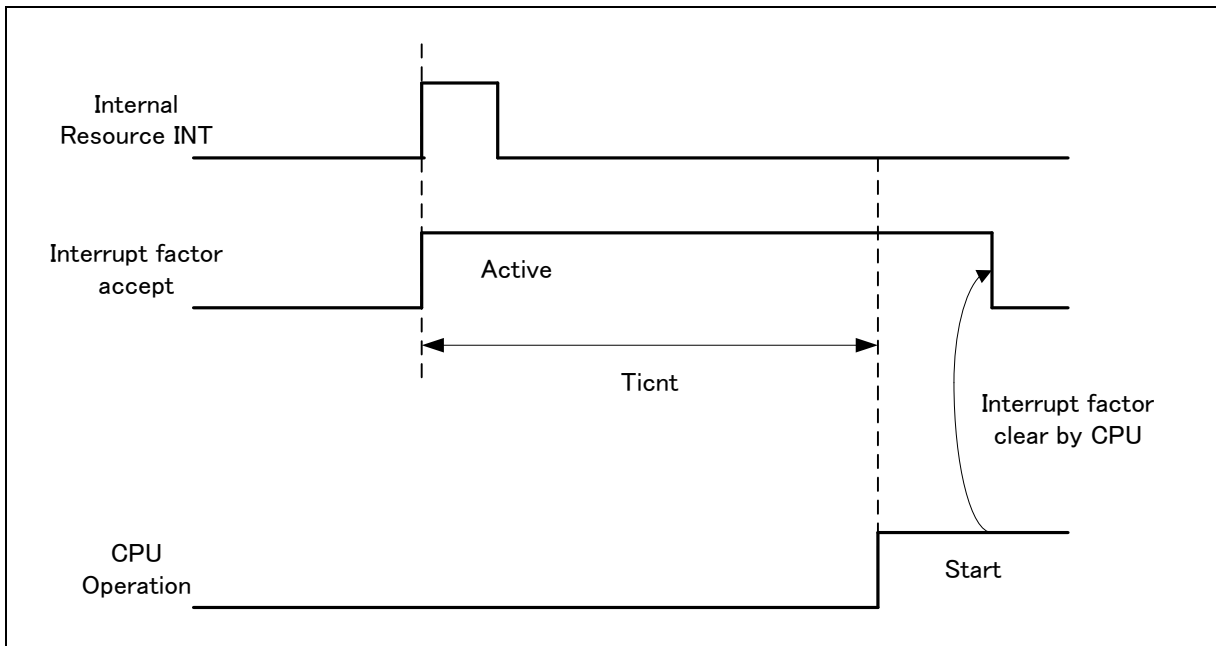 Internal
Resource INT
Interrupt factor
accept
Active
Ticnt
Interrupt factor
clear by CPU
CPU
Operation
Start